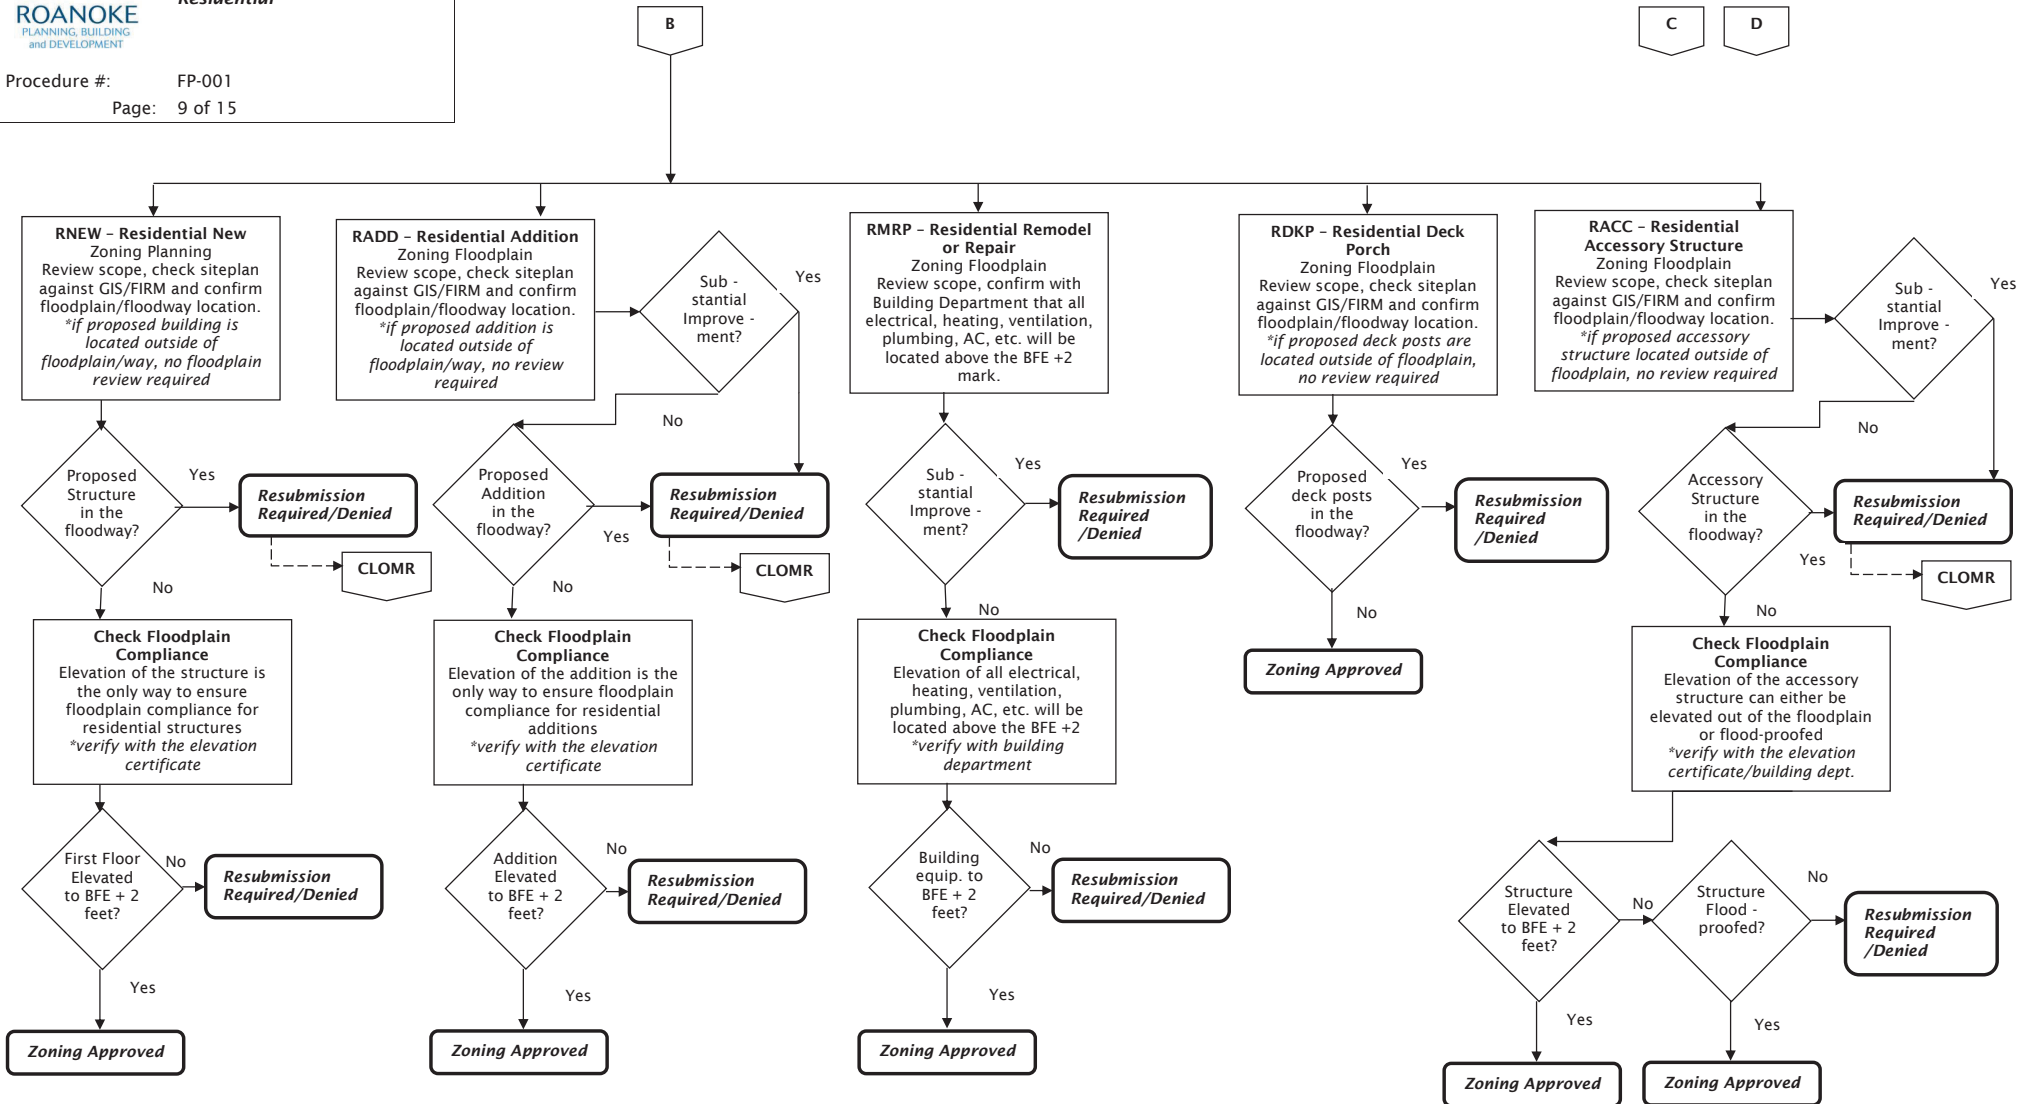 Residential
ROANOKE
PLANNING, BUILDING
and DEVELOPMENT
Procedure #: FP-001
Page: 9 of 15
B
C
D
RNEW – Residential New
Zoning Planning
Review scope, check siteplan
against GIS/FIRM and confirm
floodplain/floodway location.
*if proposed building is
located outside of
floodplain/way, no floodplain
review required
Proposed
Structure
in the
floodway?
Yes
Resubmission
Required/Denied
CLOMR
No
Check Floodplain
Compliance
Elevation of the structure is
the only way to ensure
floodplain compliance for
residential structures
*verify with the elevation
certificate
First Floor
Elevated
to BFE + 2
feet?
No
Resubmission
Required/Denied
Yes
Zoning Approved
RADD – Residential Addition
Zoning Floodplain
Review scope, check siteplan
against GIS/FIRM and confirm
floodplain/floodway location.
*if proposed addition is
located outside of
floodplain/way, no review
required
Sub -
stantial
Improve -
ment?
Yes
No
Proposed
Addition
in the
floodway?
Yes
Resubmission
Required/Denied
CLOMR
No
Check Floodplain
Compliance
Elevation of the addition is the
only way to ensure floodplain
compliance for residential
additions
*verify with the elevation
certificate
Addition
Elevated
to BFE + 2
feet?
No
Resubmission
Required/Denied
Yes
Zoning Approved
RMRP – Residential Remodel
or Repair
Zoning Floodplain
Review scope, confirm with
Building Department that all
electrical, heating, ventilation,
plumbing, AC, etc. will be
located above the BFE +2
mark.
Sub -
stantial
Improve -
ment?
Yes
Resubmission
Required
/Denied
No
Check Floodplain
Compliance
Elevation of all electrical,
heating, ventilation,
plumbing, AC, etc. will be
located above the BFE +2
*verify with building
department
Building
equip. to
BFE + 2
feet?
No
Resubmission
Required/Denied
Yes
Zoning Approved
RDKP – Residential Deck
Porch
Zoning Floodplain
Review scope, check siteplan
against GIS/FIRM and confirm
floodplain/floodway location.
*if proposed deck posts are
located outside of floodplain,
no review required
Proposed
deck posts
in the
floodway?
Yes
Resubmission
Required
/Denied
No
Zoning Approved
RACC – Residential
Accessory Structure
Zoning Floodplain
Review scope, check siteplan
against GIS/FIRM and confirm
floodplain/floodway location.
*if proposed accessory
structure located outside of
floodplain, no review required
Sub -
stantial
Improve -
ment?
Yes
No
Accessory
Structure
in the
floodway?
Yes
Resubmission
Required/Denied
CLOMR
No
Check Floodplain
Compliance
Elevation of the accessory
structure can either be
elevated out of the floodplain
or flood-proofed
*verify with the elevation
certificate/building dept.
Structure
Elevated
to BFE + 2
feet?
No
Structure
Flood -
proofed?
No
Resubmission
Required
/Denied
Yes
Zoning Approved
Yes
Zoning Approved